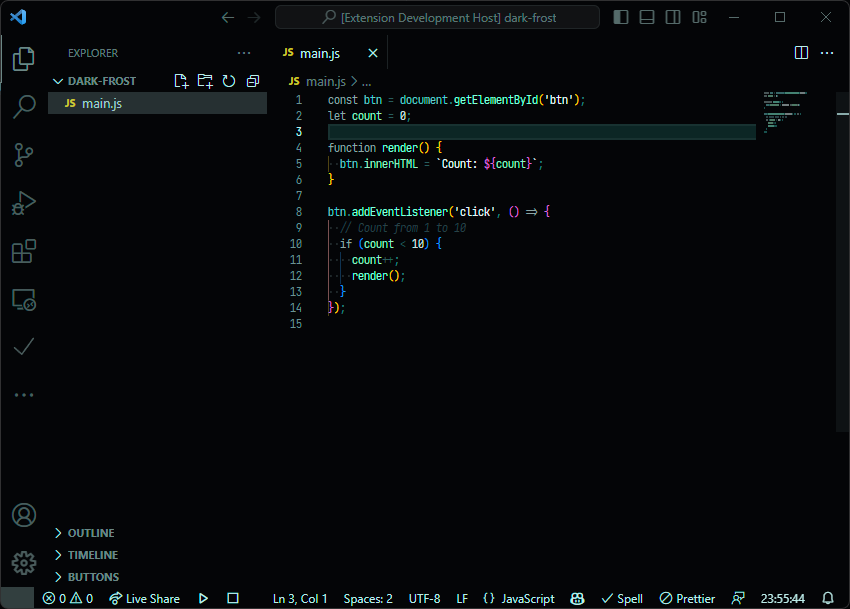 [Extension Development Host] dark-frost
EXPLORER
DARK-FROST
JS main.js
JS main.js
JS main.js > ...
1 const btn = document.getElementById('btn');
2 let count = 0;
3
4 function render() {
5 btn.innerHTML = `Count: ${count}`;
6 }
7
8 btn.addEventListener('click', () => {
9 // Count from 1 to 10
10 if (count < 10) {
11 count++;
12 render();
13 }
14 });
15
OUTLINE
TIMELINE
BUTTONS
0 0 Live Share Ln 3, Col 1 Spaces: 2 UTF-8 LF {} JavaScript Spell Prettier 23:55:44